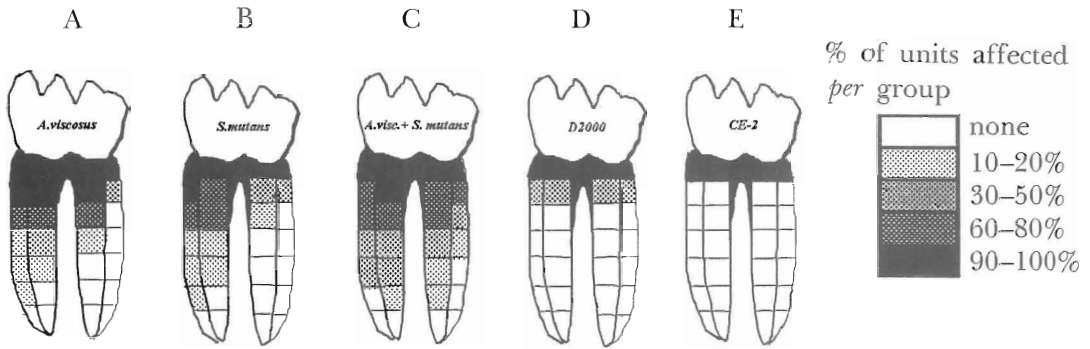 A B C D E
% of units affected
per group
A.viscosus S.mutans A.visc.+ S. mutans D2000 CE-2
none
10–20%
30–50%
60–80%
90–100%